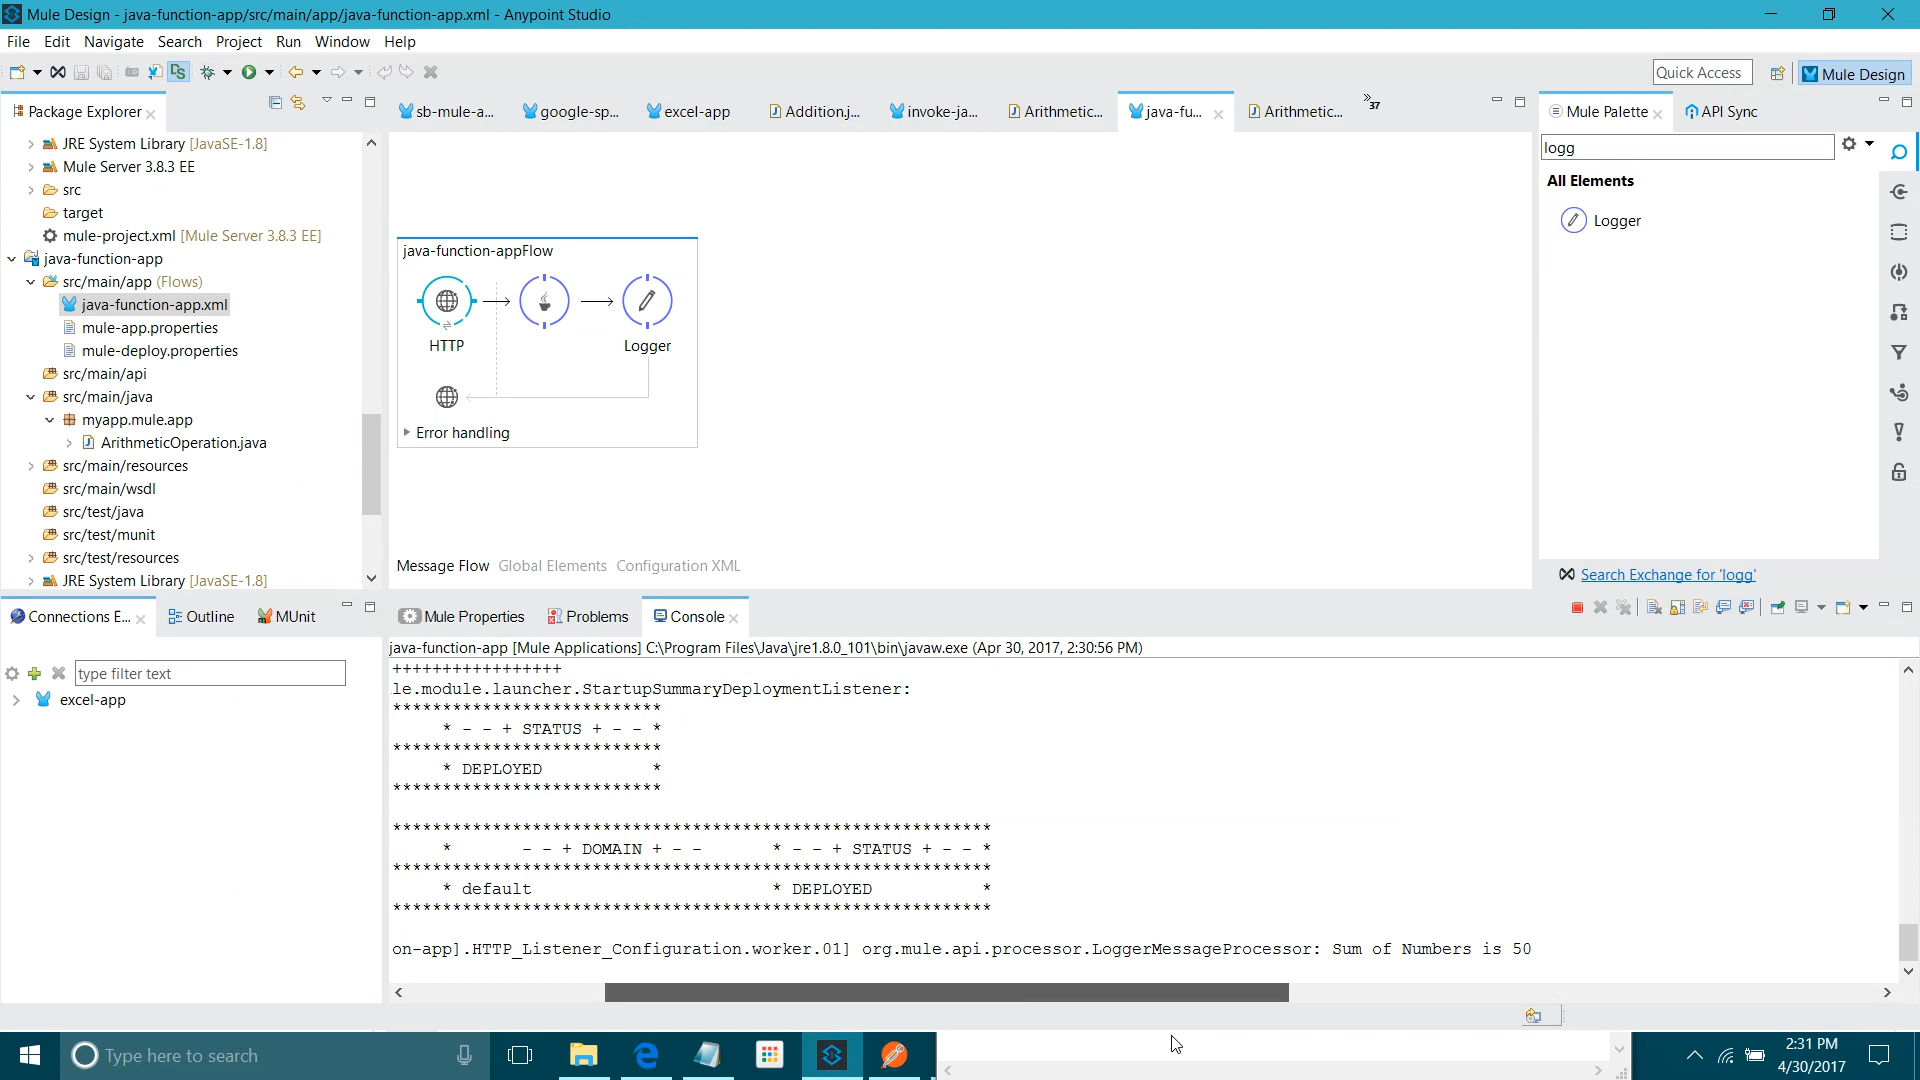 Mule Design - java-function-app/src/main/app/java-function-app.xml - Anypoint Studio
File Edit Navigate Search Project Run Window Help
Quick Access
Mule Design
Package Explorer
sb-mule-a...
google-sp...
excel-app
Addition.j...
invoke-ja...
Arithmetic...
java-fu...
Arithmetic...
»37
Mule Palette
API Sync
JRE System Library [JavaSE-1.8]
Mule Server 3.8.3 EE
src
target
mule-project.xml [Mule Server 3.8.3 EE]
java-function-app
src/main/app (Flows)
java-function-app.xml
mule-app.properties
mule-deploy.properties
src/main/api
src/main/java
myapp.mule.app
ArithmeticOperation.java
src/main/resources
src/main/wsdl
src/test/java
src/test/munit
src/test/resources
JRE System Library [JavaSE-1.8]
java-function-appFlow
HTTP
Logger
Error handling
Message Flow Global Elements Configuration XML
logg
All Elements
Logger
Search Exchange for 'logg'
Connections E...
Outline
MUnit
type filter text
excel-app
Mule Properties
Problems
Console
java-function-app [Mule Applications] C:\Program Files\Java\jre1.8.0_101\bin\javaw.exe (Apr 30, 2017, 2:30:56 PM)
+++++++++++++++++
le.module.launcher.StartupSummaryDeploymentListener:
***************************
* - - + STATUS + - - *
***************************
* DEPLOYED *
***************************
************************************************************
* - - + DOMAIN + - - * - - + STATUS + - - *
************************************************************
* default * DEPLOYED *
************************************************************
on-app].HTTP_Listener_Configuration.worker.01] org.mule.api.processor.LoggerMessageProcessor: Sum of Numbers is 50
Type here to search
2:31 PM
4/30/2017